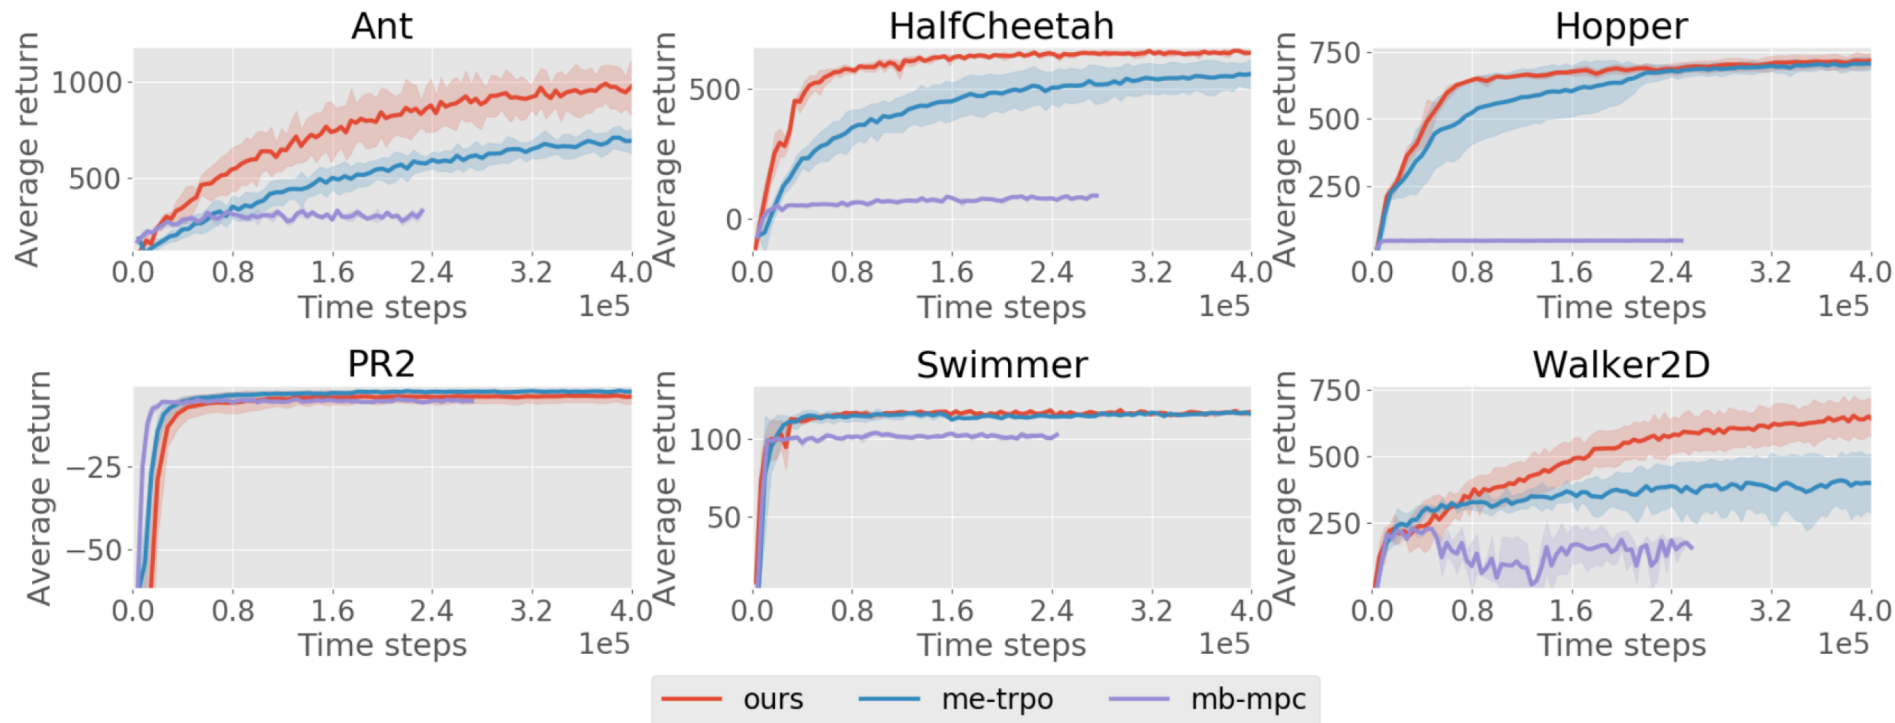 Ant
HalfCheetah
Hopper
Average return
1000
500
0.0 0.8 1.6 2.4 3.2 4.0
Time steps
1e5
Average return
500
0
0.0 0.8 1.6 2.4 3.2 4.0
Time steps
1e5
Average return
750
500
250
0.0 0.8 1.6 2.4 3.2 4.0
Time steps
1e5
PR2
Swimmer
Walker2D
Average return
−25
−50
0.0 0.8 1.6 2.4 3.2 4.0
Time steps
1e5
Average return
100
50
0.0 0.8 1.6 2.4 3.2 4.0
Time steps
1e5
Average return
750
500
250
0.0 0.8 1.6 2.4 3.2 4.0
Time steps
1e5
ours me-trpo mb-mpc